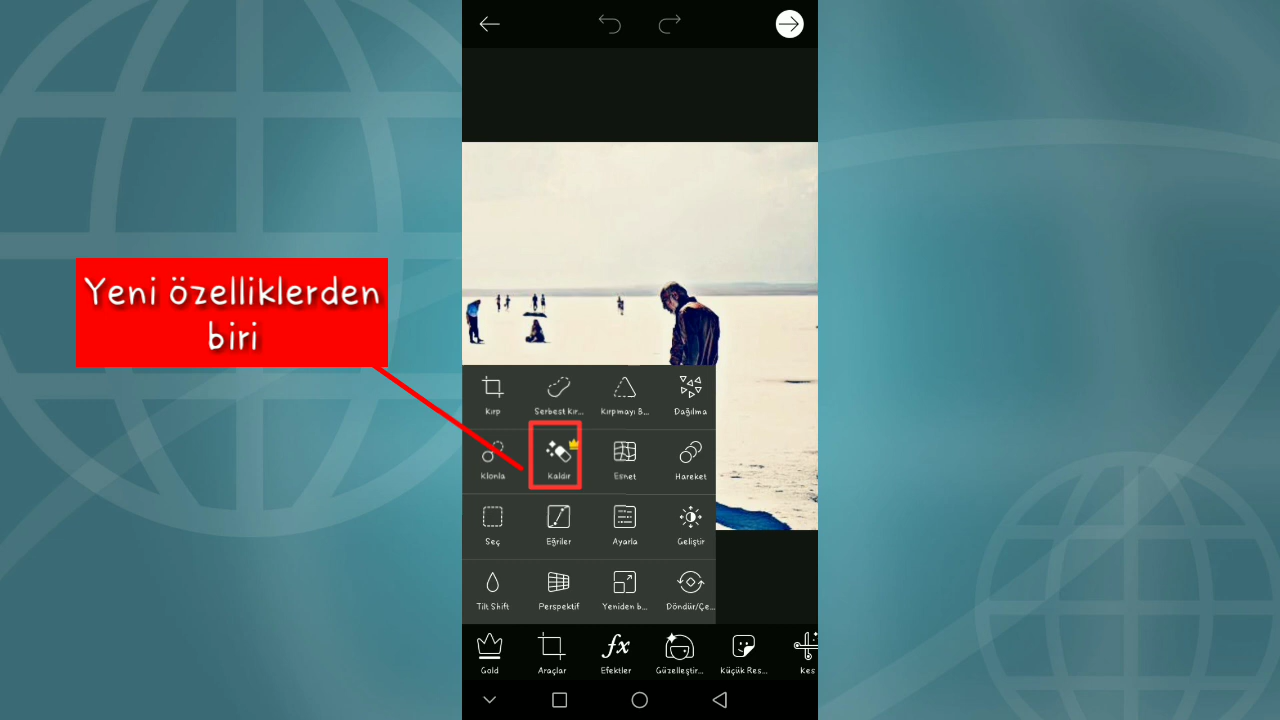 Yeni özelliklerden
biri
Kırp
Serbest Kır...
Kırpmayı B...
Dağılma
Klonla
Kaldır
Esnet
Hareket
Seç
Eğriler
Ayarla
Geliştir
Tilt Shift
Perspektif
Yeniden b...
Döndür/Çe...
Gold
Araçlar
fx
Efektler
Güzelleştir...
Küçük Res...
Kes